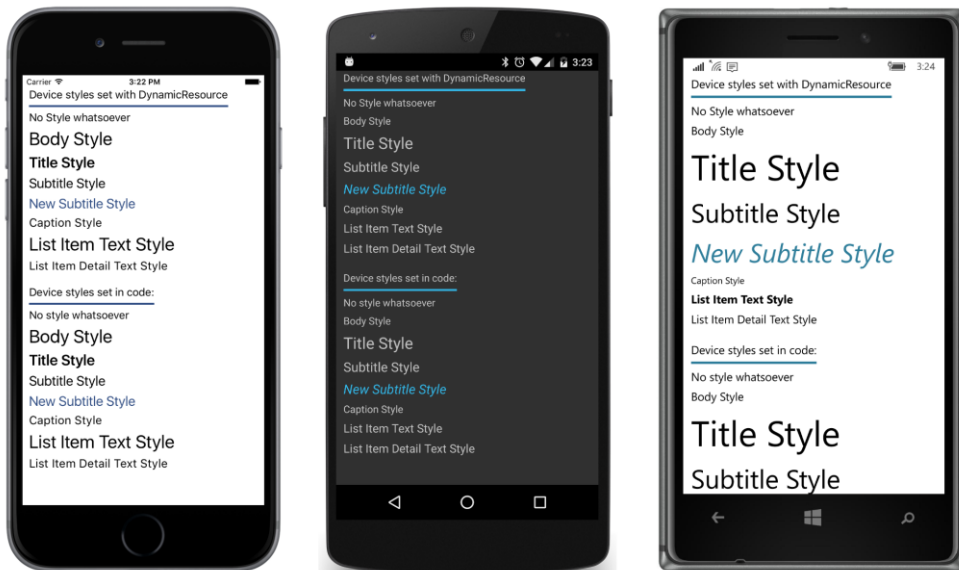 Carrier 3:22 PM
Device styles set with DynamicResource
No Style whatsoever
Body Style
Title Style
Subtitle Style
New Subtitle Style
Caption Style
List Item Text Style
List Item Detail Text Style
Device styles set in code:
No style whatsoever
Body Style
Title Style
Subtitle Style
New Subtitle Style
Caption Style
List Item Text Style
List Item Detail Text Style
3:23
Device styles set with DynamicResource
No Style whatsoever
Body Style
Title Style
Subtitle Style
New Subtitle Style
Caption Style
List Item Text Style
List Item Detail Text Style
Device styles set in code:
No style whatsoever
Body Style
Title Style
Subtitle Style
New Subtitle Style
Caption Style
List Item Text Style
List Item Detail Text Style
3:24
Device styles set with DynamicResource
No Style whatsoever
Body Style
Title Style
Subtitle Style
New Subtitle Style
Caption Style
List Item Text Style
List Item Detail Text Style
Device styles set in code:
No style whatsoever
Body Style
Title Style
Subtitle Style